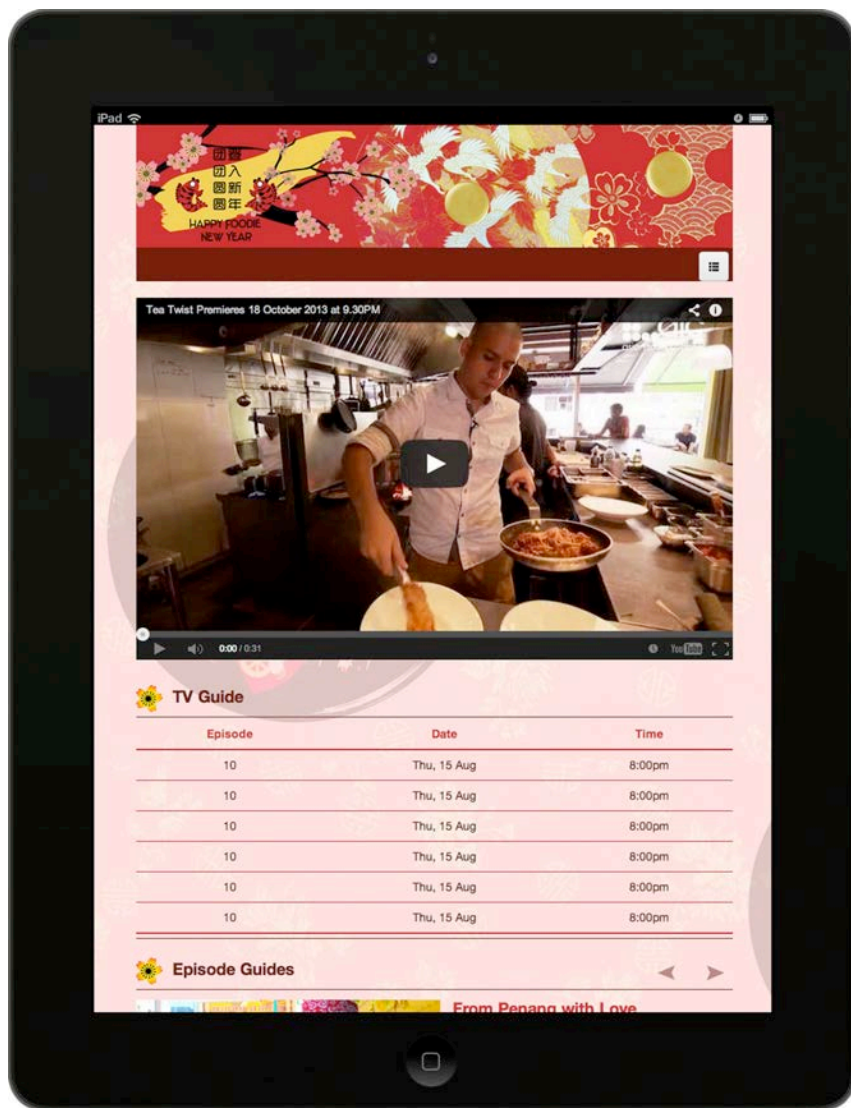 iPad
入新年
团团圆圆
HAPPY FOODIE
NEW YEAR
Tea Twist Premieres 18 October 2013 at 9.30PM
0:00 / 0:31
YouTube
TV Guide
Episode Date Time
10 Thu, 15 Aug 8:00pm
10 Thu, 15 Aug 8:00pm
10 Thu, 15 Aug 8:00pm
10 Thu, 15 Aug 8:00pm
10 Thu, 15 Aug 8:00pm
10 Thu, 15 Aug 8:00pm
Episode Guides
From Penang with Love